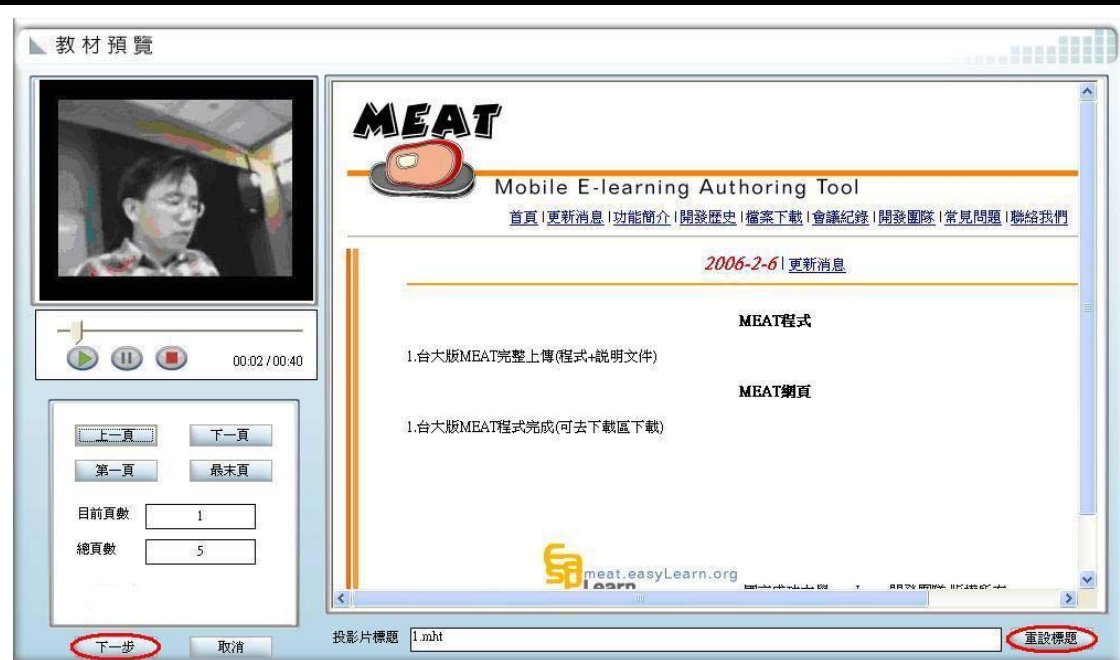 教材預覽
MEAT
Mobile E-learning Authoring Tool
首頁 | 更新消息 | 功能簡介 | 開發歷史 | 檔案下載 | 會議紀錄 | 開發團隊 | 常見問題 | 聯絡我們
2006-2-6 | 更新消息
MEAT程式
1.台大版MEAT完整上傳(程式+說明文件)
MEAT網頁
1.台大版MEAT程式完成(可去下載區下載)
meat.easyLearn.org
Learn
00:02 / 00:40
上一頁 下一頁
第一頁 最末頁
目前頁數 1
總頁數 5
下一步 取消
投影片標題 1.mht 重設標題